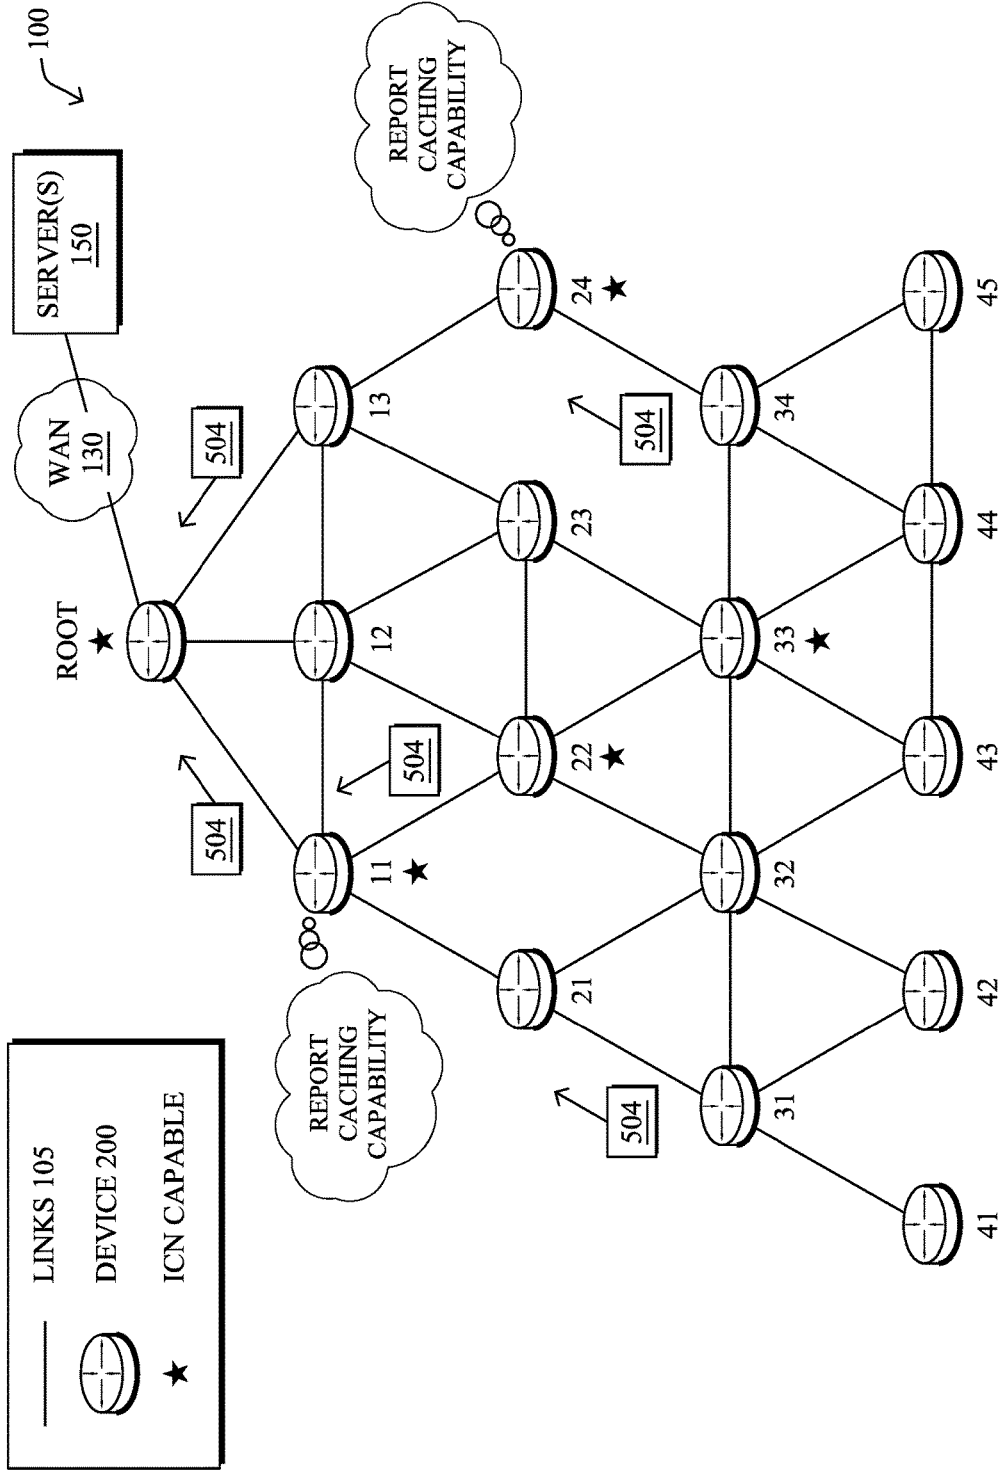 LINKS 105
DEVICE 200
ICN CAPABLE
100
SERVER(S)
150
WAN
130
ROOT
504
504
REPORT
CACHING
CAPABILITY
11
12
13
504
REPORT
CACHING
CAPABILITY
21
22
23
24
504
504
31
32
33
34
41
42
43
44
45